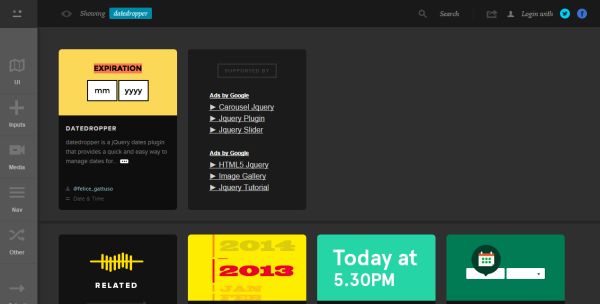 Showing datedropper
Search
Login with
UI
Inputs
Media
Nav
Other
EXPIRATION
mm yyyy
DATEDROPPER
datedropper is a jQuery dates plugin
that provides a quick and easy way to
manage dates for...
@felice_gattuso
Date & Time
SUPPORTED BY
Ads by Google
► Carousel Jquery
► Jquery Plugin
► Jquery Slider
Ads by Google
► HTML5 Jquery
► Image Gallery
► Jquery Tutorial
RELATED
2014
2013
JAN
FEB
Today at
5.30PM